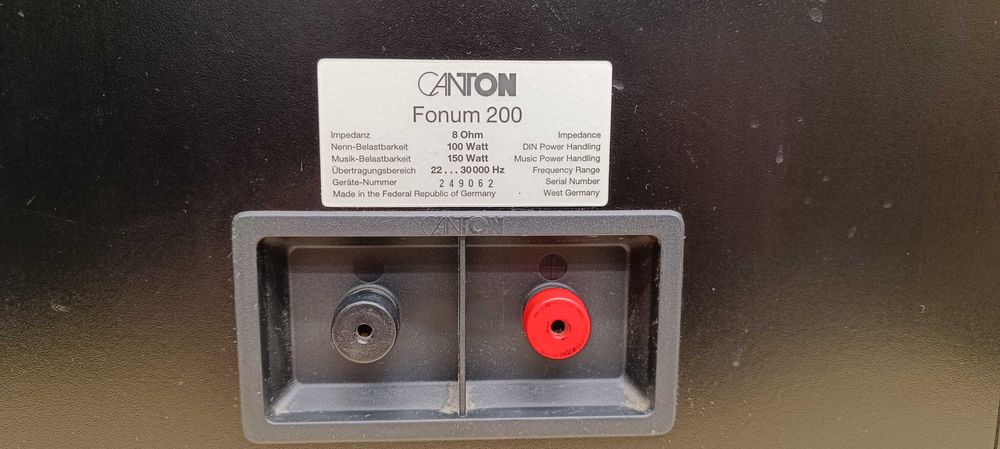 CANTON
Fonum 200
Impedanz 8 Ohm Impedance
Nenn-Belastbarkeit 100 Watt DIN Power Handling
Musik-Belastbarkeit 150 Watt Music Power Handling
Übertragungsbereich 22...30000 Hz Frequency Range
Geräte-Nummer 249062 Serial Number
Made in the Federal Republic of Germany · West Germany
CANTON